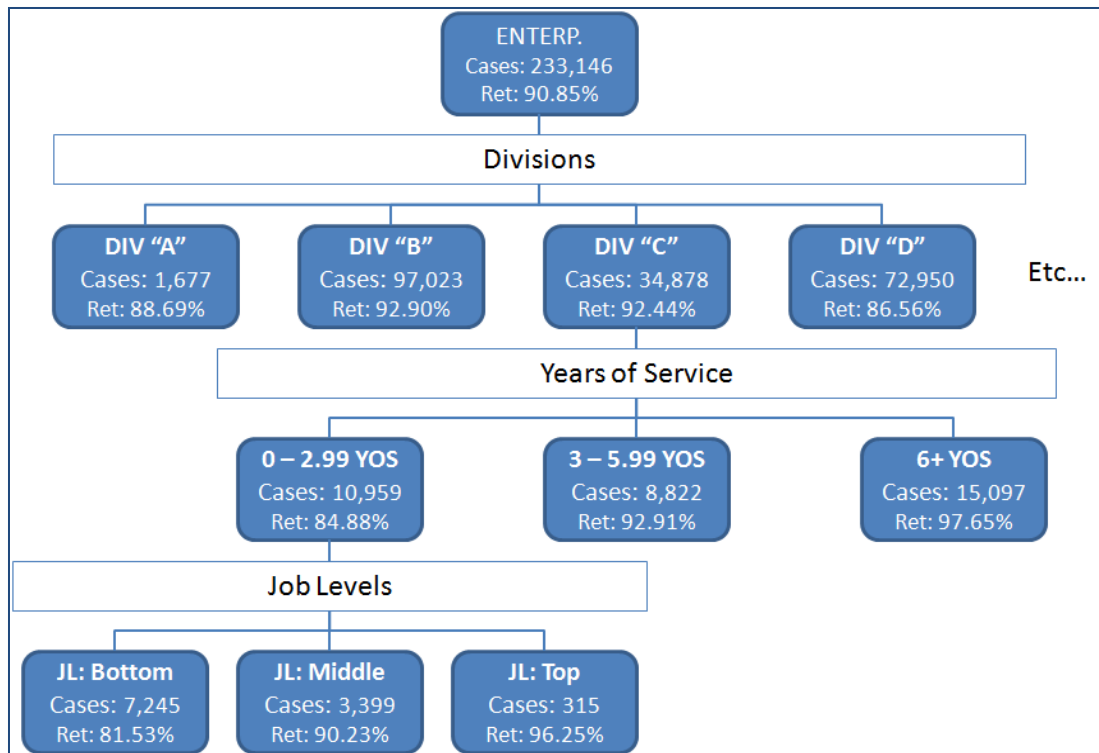 ENTERP.
Cases: 233,146
Ret: 90.85%
Divisions
DIV “A”
Cases: 1,677
Ret: 88.69%
DIV “B”
Cases: 97,023
Ret: 92.90%
DIV “C”
Cases: 34,878
Ret: 92.44%
DIV “D”
Cases: 72,950
Ret: 86.56%
Etc...
Years of Service
0 – 2.99 YOS
Cases: 10,959
Ret: 84.88%
3 – 5.99 YOS
Cases: 8,822
Ret: 92.91%
6+ YOS
Cases: 15,097
Ret: 97.65%
Job Levels
JL: Bottom
Cases: 7,245
Ret: 81.53%
JL: Middle
Cases: 3,399
Ret: 90.23%
JL: Top
Cases: 315
Ret: 96.25%